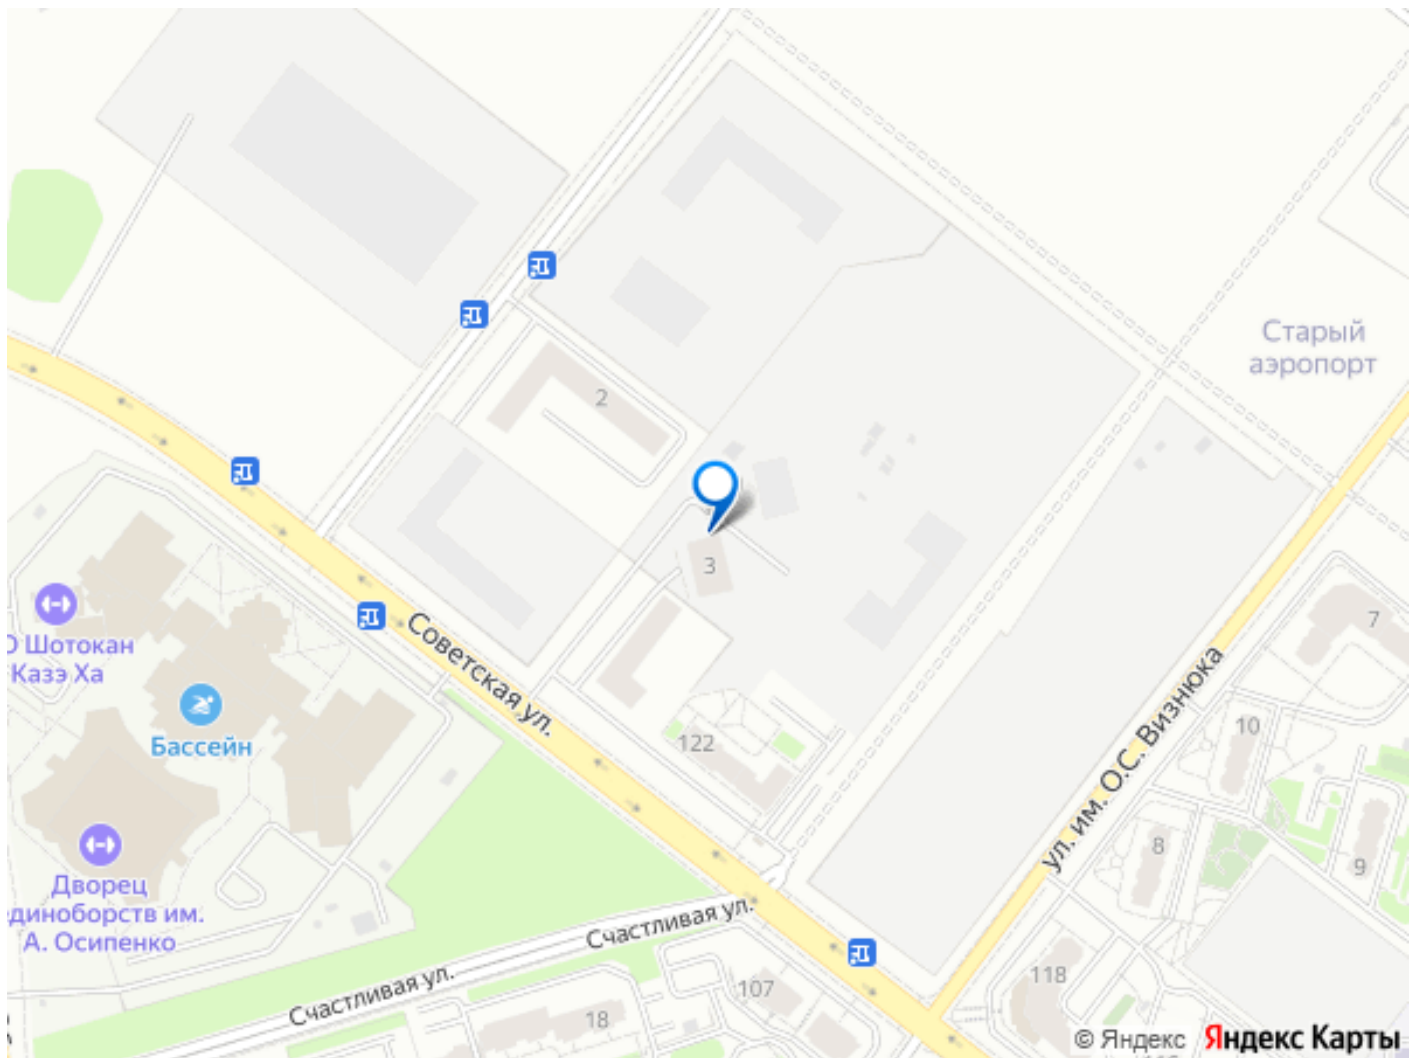 Старый
аэропорт
2
3
Шотокан
Казэ Ха
Советская ул.
7
ул. им. О.С. Визнюка
Бассейн
122
10
8
9
Дворец
единоборств им.
А. Осипенко
Счастливая ул.
Счастливая ул.
118
107
18
© Яндекс Яндекс Карты